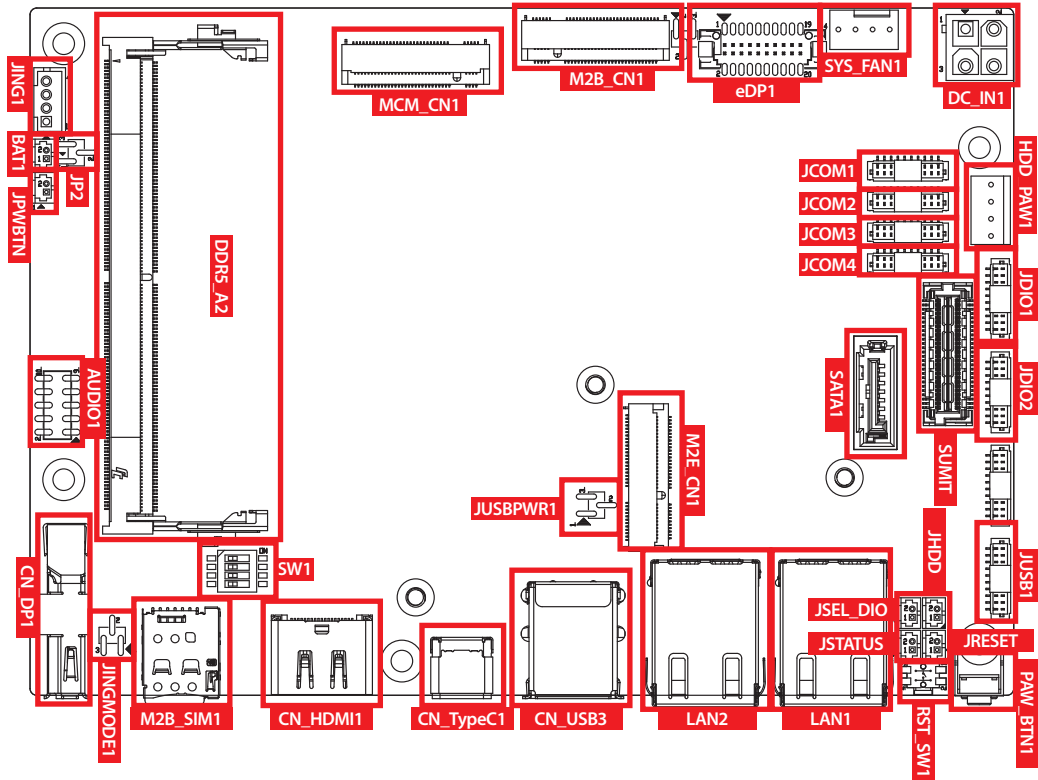 JING1
BAT1
JP2
JPWBTN
DDR5_A2
MCM_CN1
M2B_CN1
eDP1
SYS_FAN1
DC_IN1
HDD_PAW1
JCOM1
JCOM2
JCOM3
JCOM4
JDIO1
JDIO2
SATA1
SUMIT
AUDIO1
M2E_CN1
JUSBPWR1
SW1
CN_DP1
JINGMODE1
M2B_SIM1
CN_HDMI1
CN_TypeC1
CN_USB3
LAN2
LAN1
JHDD
JSEL_DIO
JSTATUS
JRESET
JUSB1
RST_SW1
PAW_BTN1